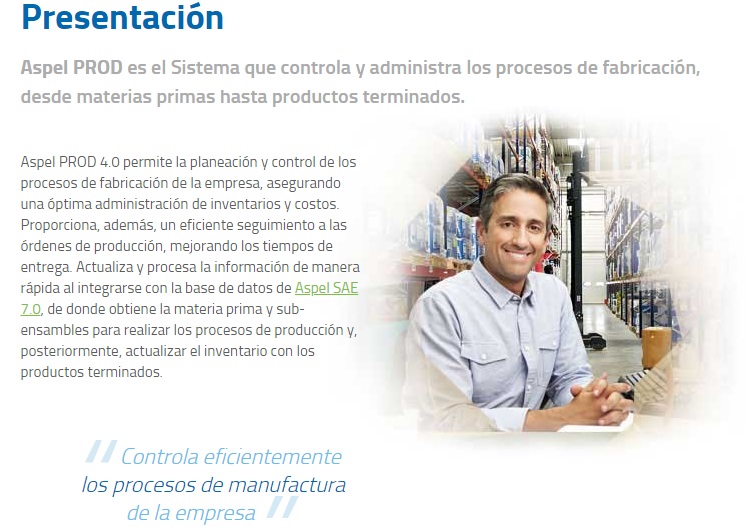 Presentación
Aspel PROD es el Sistema que controla y administra los procesos de fabricación,
desde materias primas hasta productos terminados.
Aspel PROD 4.0 permite la planeación y control de los
procesos de fabricación de la empresa, asegurando
una óptima administración de inventarios y costos.
Proporciona, además, un eficiente seguimiento a las
órdenes de producción, mejorando los tiempos de
entrega. Actualiza y procesa la información de manera
rápida al integrarse con la base de datos de Aspel SAE
7.0, de donde obtiene la materia prima y sub-
ensambles para realizar los procesos de producción y,
posteriormente, actualizar el inventario con los
productos terminados.
“ Controla eficientemente
los procesos de manufactura
de la empresa ”